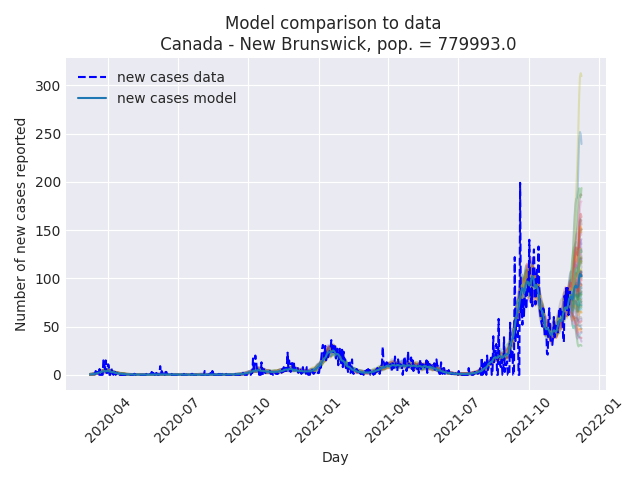 Model comparison to data
Canada - New Brunswick, pop. = 779993.0
new cases data
new cases model
Number of new cases reported
300
250
200
150
100
50
0
2020-04
2020-07
2020-10
2021-01
2021-04
2021-07
2021-10
2022-01
Day